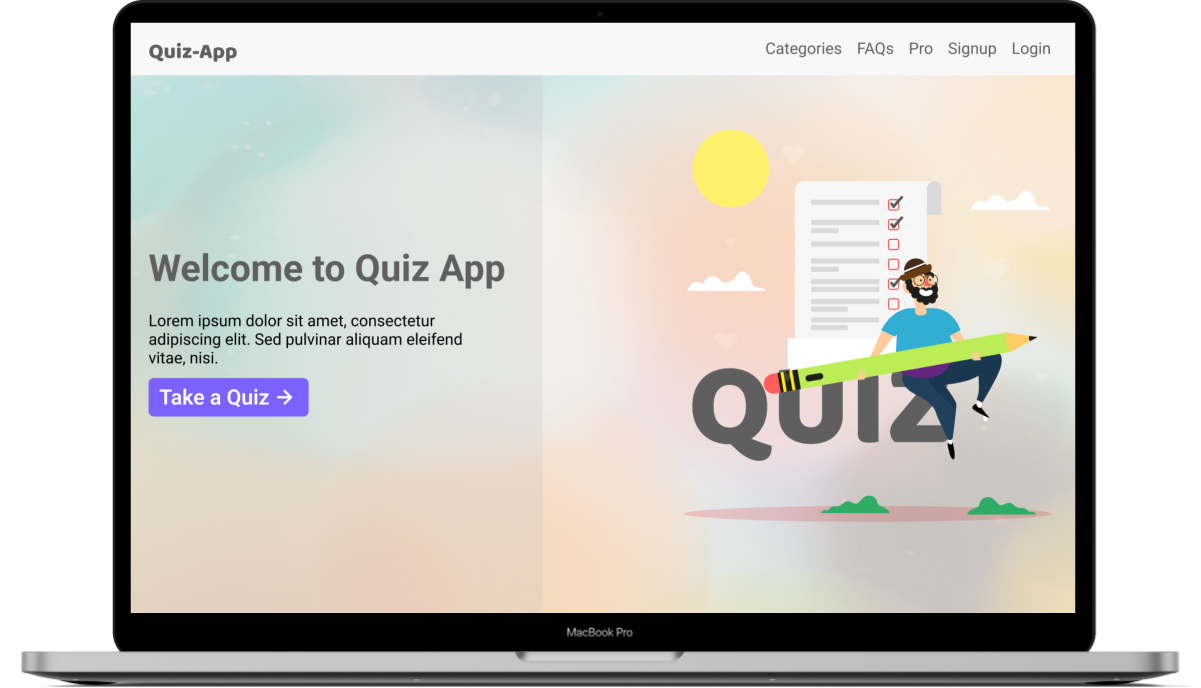 Quiz-App
Categories FAQs Pro Signup Login
Welcome to Quiz App
Lorem ipsum dolor sit amet, consectetur
adipiscing elit. Sed pulvinar aliquam eleifend
vitae, nisi.
Take a Quiz →
QUIZ
MacBook Pro